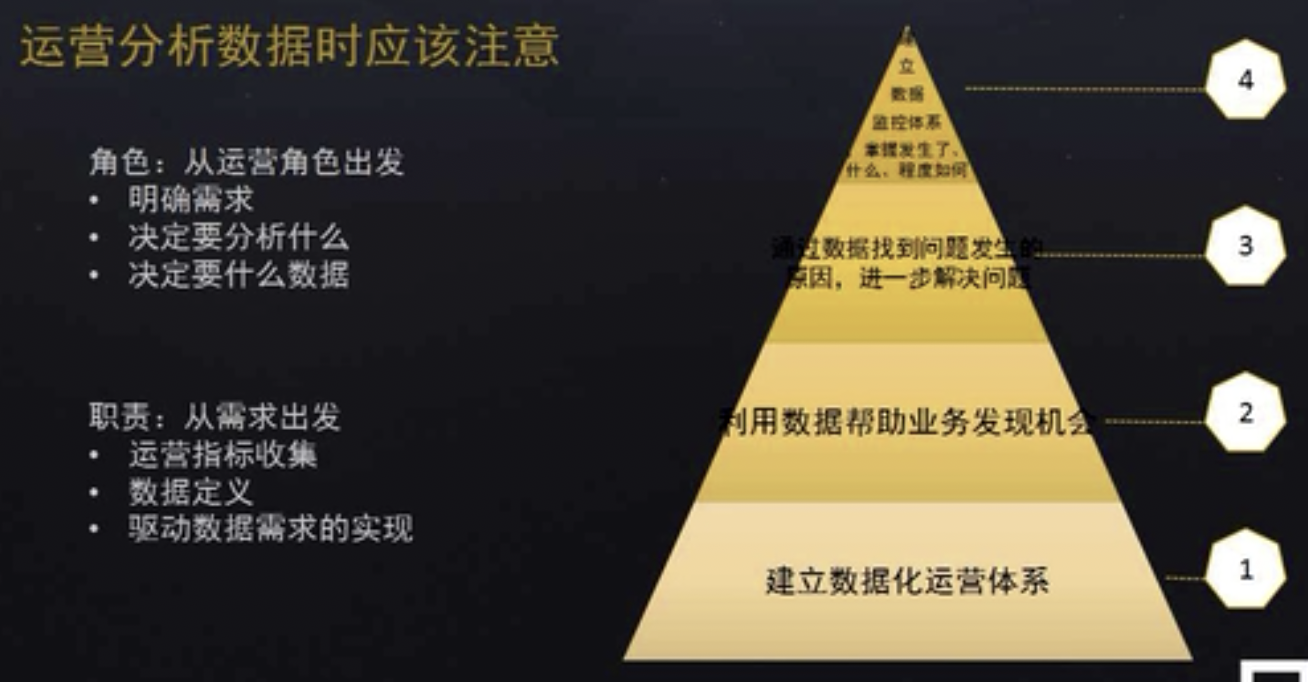 运营分析数据时应该注意
角色：从运营角色出发
• 明确需求
• 决定要分析什么
• 决定要什么数据
职责：从需求出发
• 运营指标收集
• 数据定义
• 驱动数据需求的实现
立
数据
监控体系
，掌握发生了、
什么、程度如何
4
通过数据找到问题发生的
原因，进一步解决问题
3
利用数据帮助业务发现机会
2
建立数据化运营体系
1